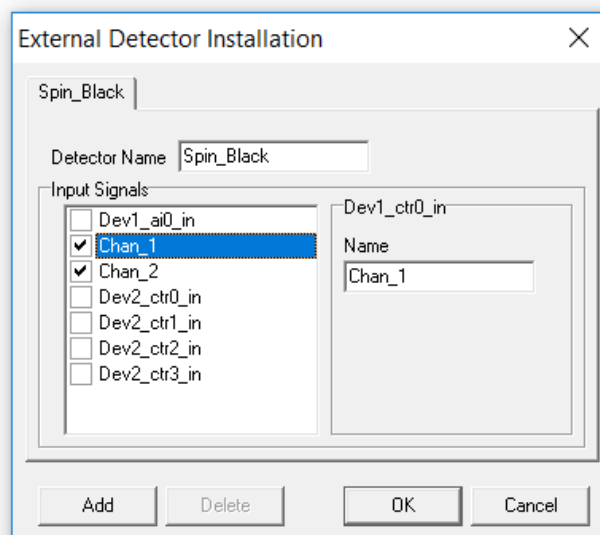 External Detector Installation
Spin_Black
Detector Name Spin_Black
Input Signals
Dev1_ai0_in
Chan_1
Chan_2
Dev2_ctr0_in
Dev2_ctr1_in
Dev2_ctr2_in
Dev2_ctr3_in
Dev1_ctr0_in
Name
Chan_1
Add Delete OK Cancel